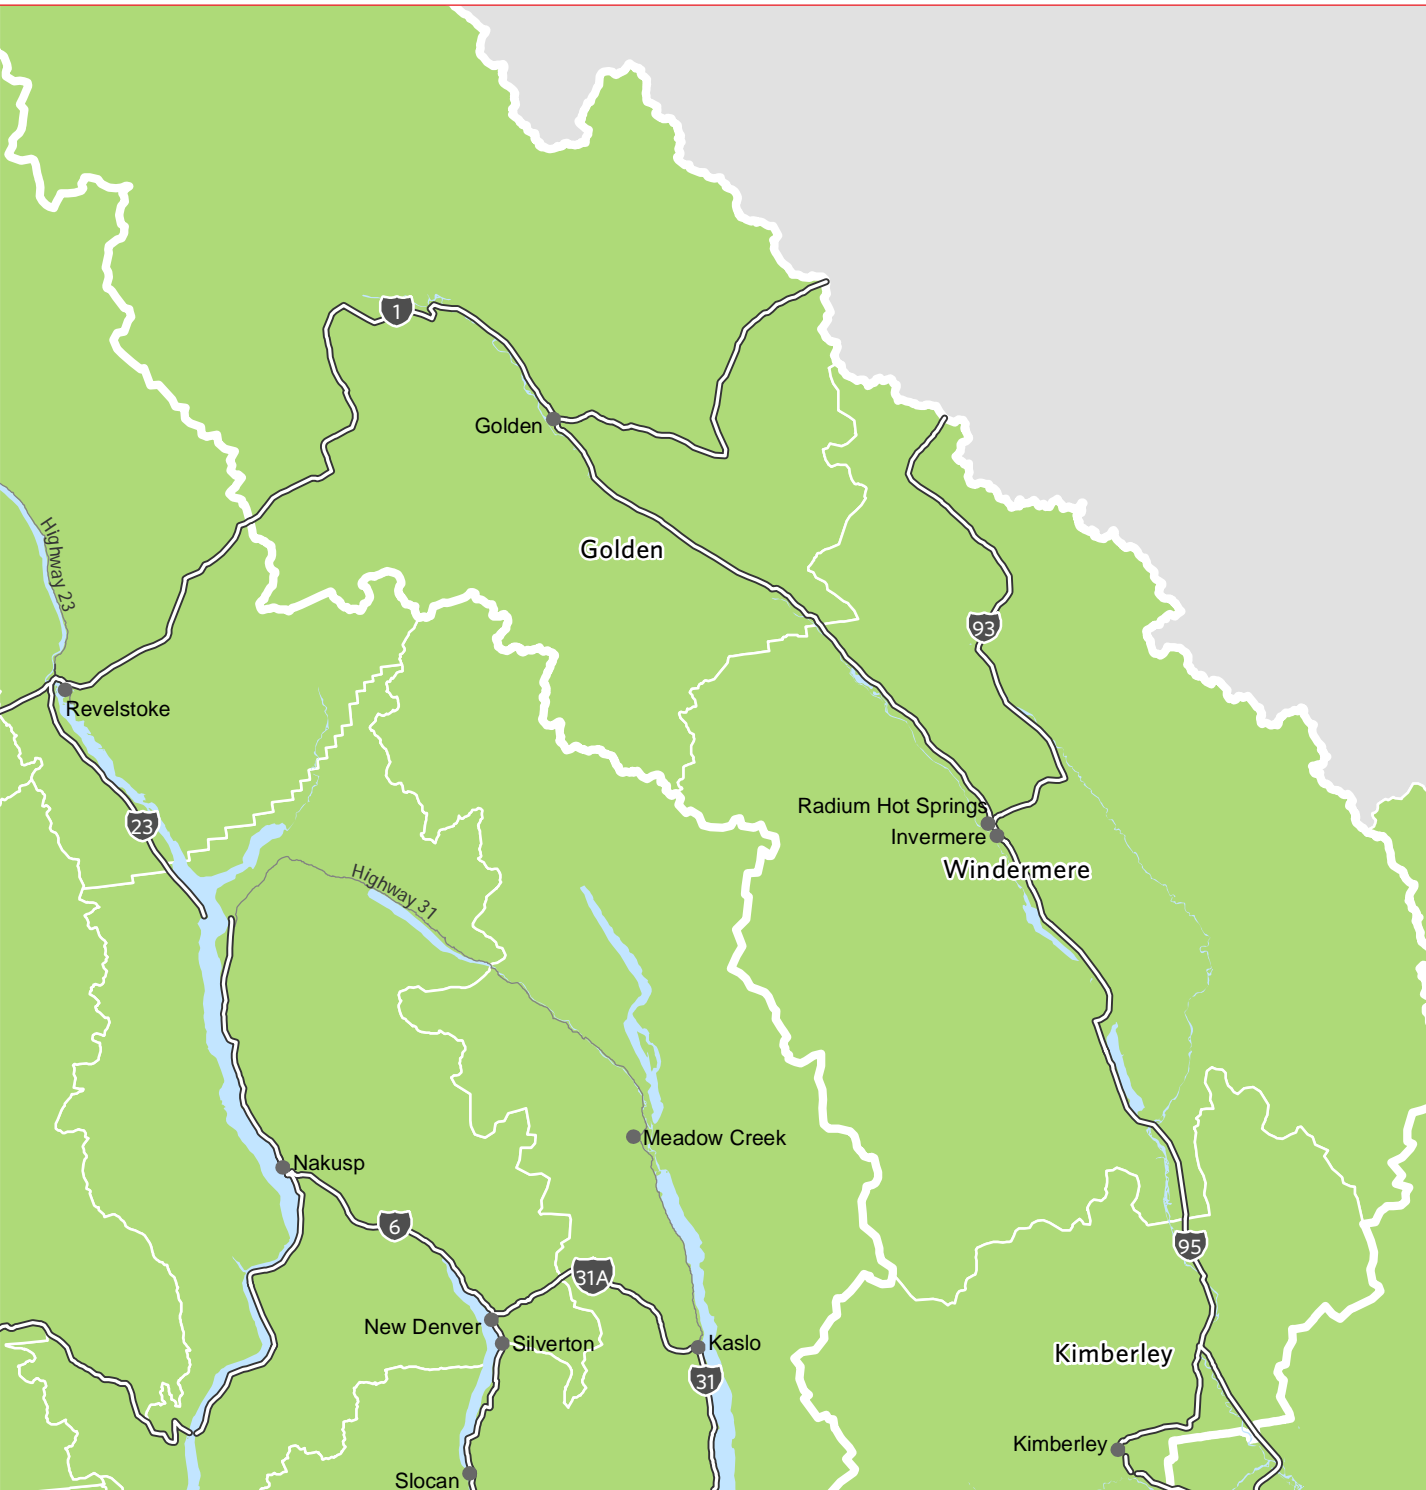 1
Golden
Highway 23
Golden
93
Revelstoke
Radium Hot Springs
23
Invermere
Windermere
Highway 31
Meadow Creek
Nakusp
6
95
31A
New Denver
Silverton
Kaslo
Kimberley
31
Kimberley
Slocan